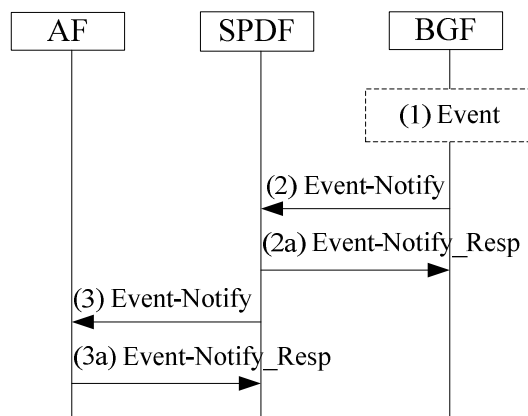 AF SPDF BGF
(1) Event
(2) Event-Notify
(2a) Event-Notify_Resp
(3) Event-Notify
(3a) Event-Notify_Resp